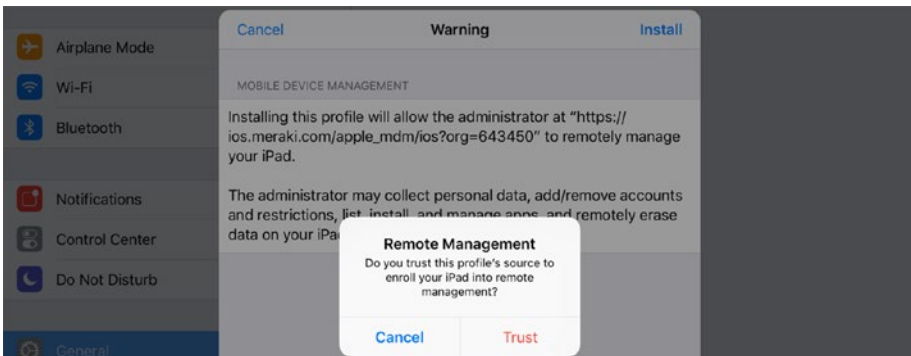 Airplane Mode
Wi-Fi
Bluetooth
Notifications
Control Center
Do Not Disturb
General
Cancel Warning Install
MOBILE DEVICE MANAGEMENT
Installing this profile will allow the administrator at “https://
ios.meraki.com/apple_mdm/ios?org=643450” to remotely manage
your iPad.
The administrator may collect personal data, add/remove accounts
and restrictions, list, install, and manage apps, and remotely erase
data on your iPa
Remote Management
Do you trust this profile's source to
enroll your iPad into remote
management?
Cancel Trust